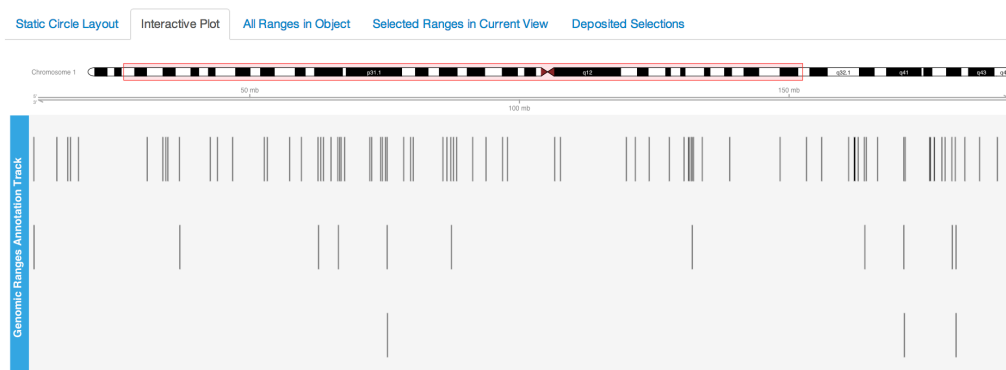 Static Circle Layout Interactive Plot All Ranges in Object Selected Ranges in Current View Deposited Selections
Chromosome 1 p31.1 q12 q32.1 q41 q43
50 mb 150 mb
100 mb
Genomic Ranges Annotation Track